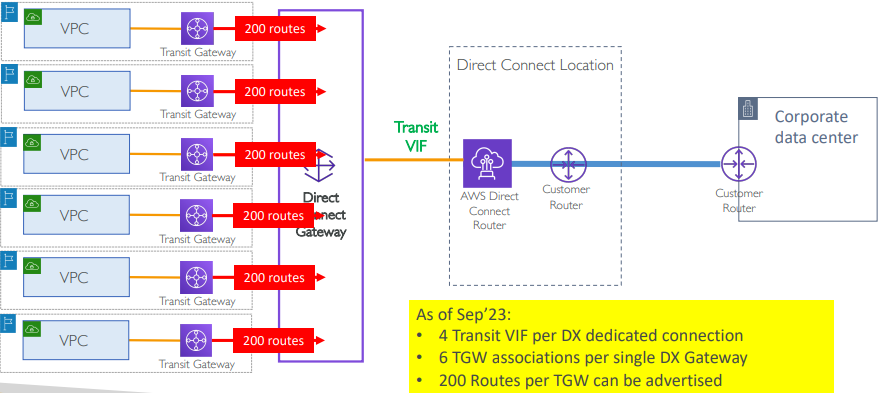 VPC
Transit Gateway
200 routes
VPC
Transit Gateway
200 routes
VPC
Transit Gateway
200 routes
VPC
Transit Gateway
200 routes
VPC
Transit Gateway
200 routes
VPC
Transit Gateway
200 routes
Direct
Gateway
Transit
VIF
Direct Connect Location
AWS Direct
Connect
Router
Customer
Router
Corporate
data center
Customer
Router
As of Sep'23:
• 4 Transit VIF per DX dedicated connection
• 6 TGW associations per single DX Gateway
• 200 Routes per TGW can be advertised